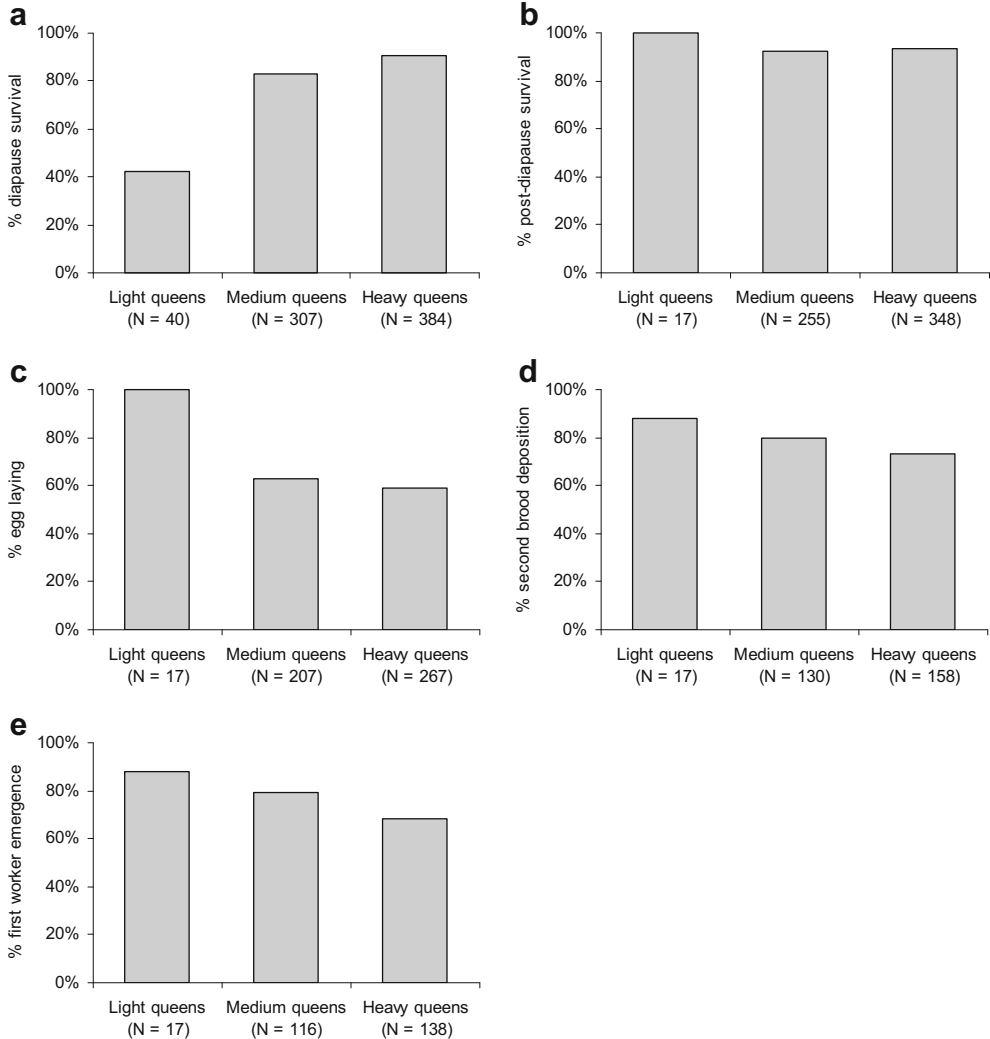 a
% diapause survival
100%
80%
60%
40%
20%
0%
Light queens
(N = 40)
Medium queens
(N = 307)
Heavy queens
(N = 384)
b
% post-diapause survival
100%
80%
60%
40%
20%
0%
Light queens
(N = 17)
Medium queens
(N = 255)
Heavy queens
(N = 348)
c
% egg laying
100%
80%
60%
40%
20%
0%
Light queens
(N = 17)
Medium queens
(N = 207)
Heavy queens
(N = 267)
d
% second brood deposition
100%
80%
60%
40%
20%
0%
Light queens
(N = 17)
Medium queens
(N = 130)
Heavy queens
(N = 158)
e
% first worker emergence
100%
80%
60%
40%
20%
0%
Light queens
(N = 17)
Medium queens
(N = 116)
Heavy queens
(N = 138)